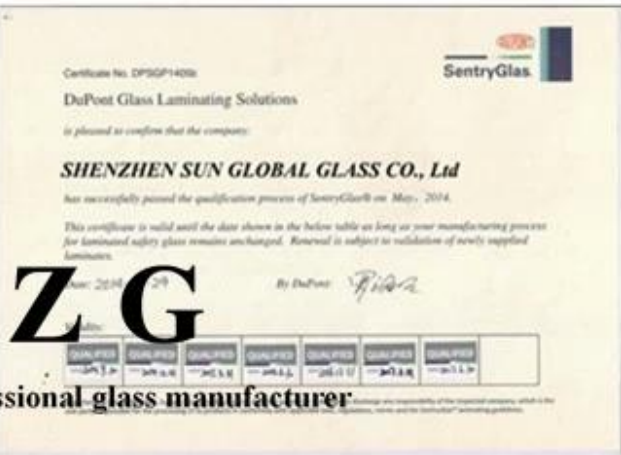 SentryGlas.
Certificate No. DPSGP1405b
DuPont Glass Laminating Solutions
is pleased to confirm that the company:
SHENZHEN SUN GLOBAL GLASS CO., Ltd
has successfully passed the qualification process of SentryGlas® on May, 2014.
This certificate is valid until the date shown in the below table as long as your manufacturing process
for laminated safety glass remains unchanged. Renewal is subject to validation of newly supplied
laminates.
By DuPont:
Z G
QUALIFIED QUALIFIED QUALIFIED QUALIFIED QUALIFIED QUALIFIED QUALIFIED
ssional glass manufacturer